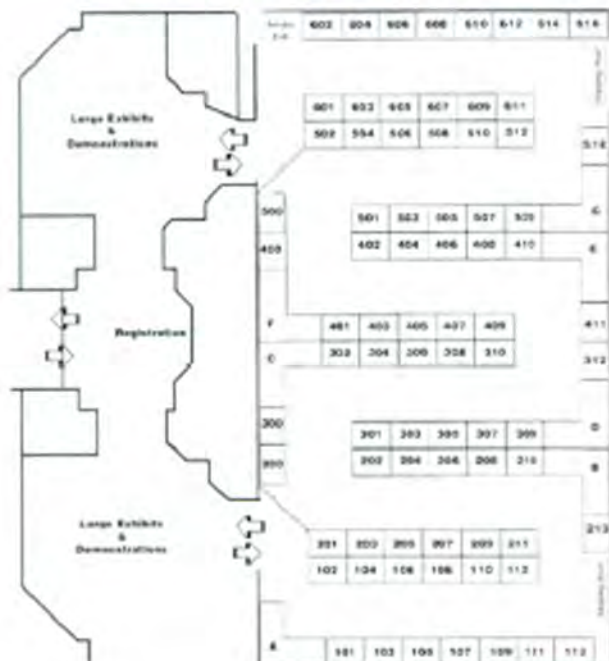 602 604 606 608 610 612 614 616
601 603 605 607 609 611
502 504 506 508 510 512
Large Exhibits
&
Demonstrations
516
500
501 503 505 507 509
G
400
402 404 406 408 410
E
F
401 403 405 407 409
411
Registration
C
302 304 306 308 310
312
300
301 303 305 307 309
D
200
202 204 206 208 210
B
213
Large Exhibits
&
Demonstrations
201 203 205 207 209 211
102 104 106 108 110 112
A
101 103 105 107 109 111 113